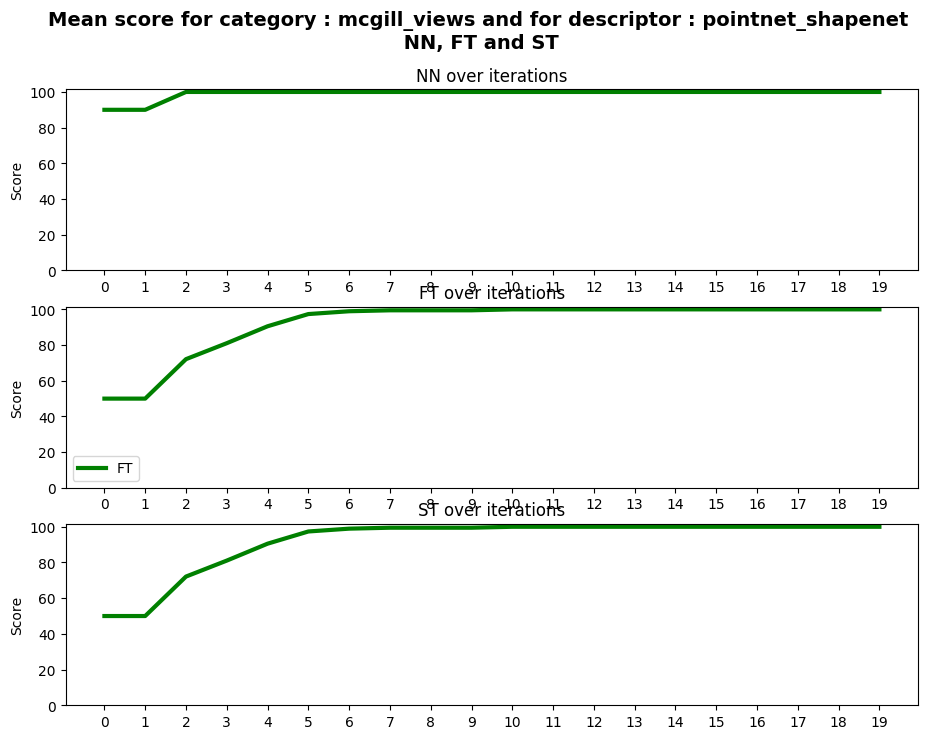 Mean score for category : mcgill_views and for descriptor : pointnet_shapenet
NN, FT and ST
NN over iterations
100
80
60
40
20
0
Score
0 1 2 3 4 5 6 7 8 9 10 11 12 13 14 15 16 17 18 19
FT over iterations
100
80
60
40
20
0
Score
FT
0 1 2 3 4 5 6 7 8 9 10 11 12 13 14 15 16 17 18 19
ST over iterations
100
80
60
40
20
0
Score
0 1 2 3 4 5 6 7 8 9 10 11 12 13 14 15 16 17 18 19